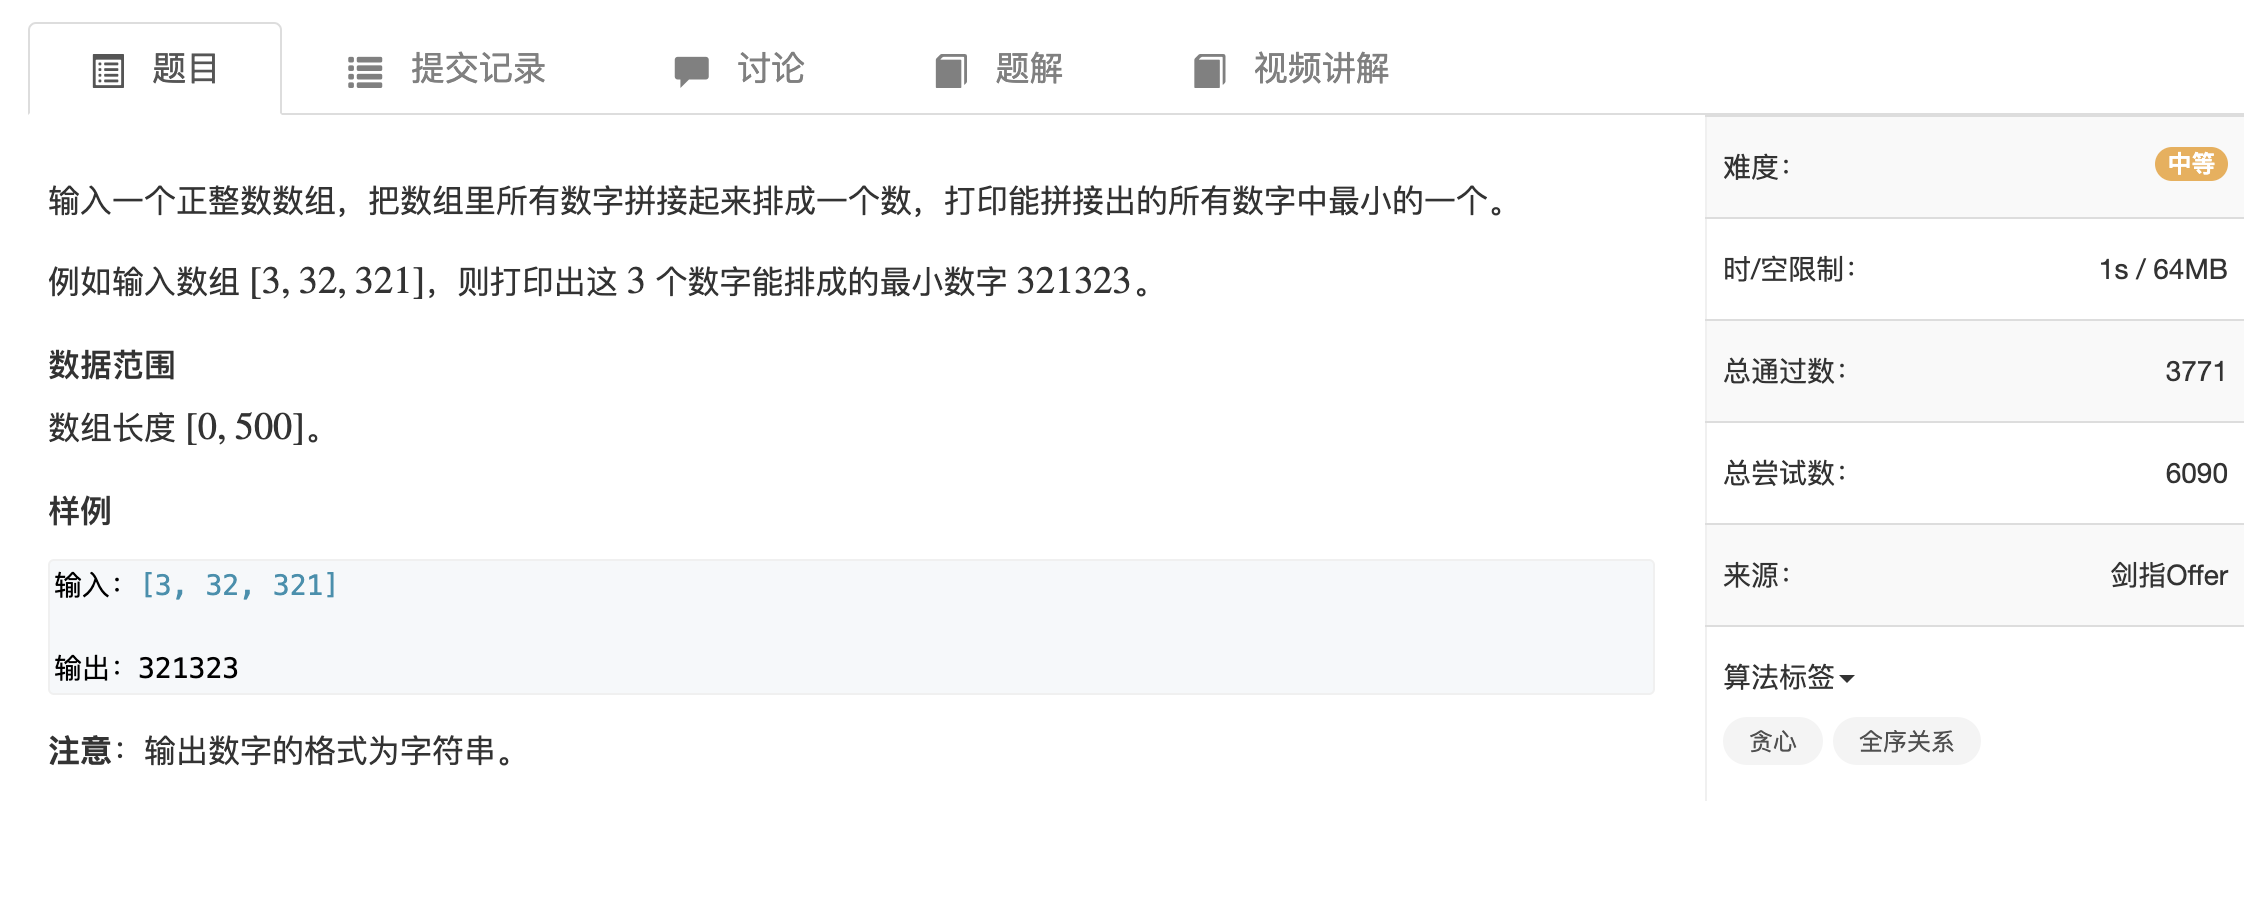 题目
提交记录
讨论
题解
视频讲解
输入一个正整数数组，把数组里所有数字拼接起来排成一个数，打印能拼接出的所有数字中最小的一个。
例如输入数组 [3, 32, 321]，则打印出这 3 个数字能排成的最小数字 321323。
数据范围
数组长度 [0, 500]。
样例
输入：[3, 32, 321]
输出：321323
注意：输出数字的格式为字符串。
难度： 中等
时/空限制： 1s / 64MB
总通过数： 3771
总尝试数： 6090
来源： 剑指Offer
算法标签
贪心 全序关系